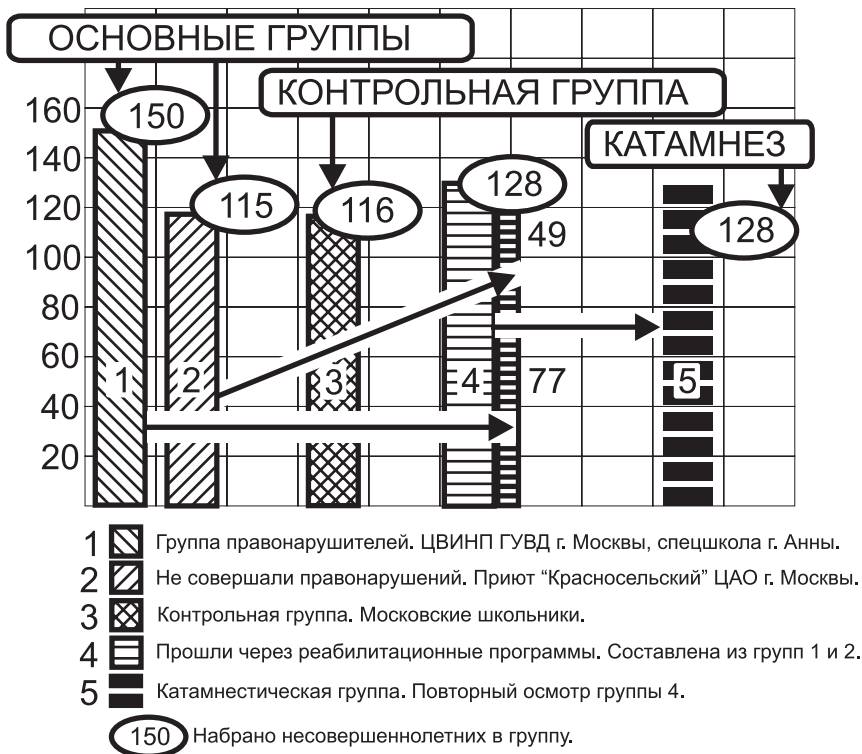 ОСНОВНЫЕ ГРУППЫ
КОНТРОЛЬНАЯ ГРУППА
КАТАМНЕЗ
160
140
120
100
80
60
40
20
150
115
116
128
128
49
77
1
2
3
4
5
1 Группа правонарушителей. ЦВИНП ГУВД г. Москвы, спецшкола г. Анны.
2 Не совершали правонарушений. Приют “Красносельский” ЦАО г. Москвы.
3 Контрольная группа. Московские школьники.
4 Прошли через реабилитационные программы. Составлена из групп 1 и 2.
5 Катамнестическая группа. Повторный осмотр группы 4.
150 Набрано несовершеннолетних в группу.